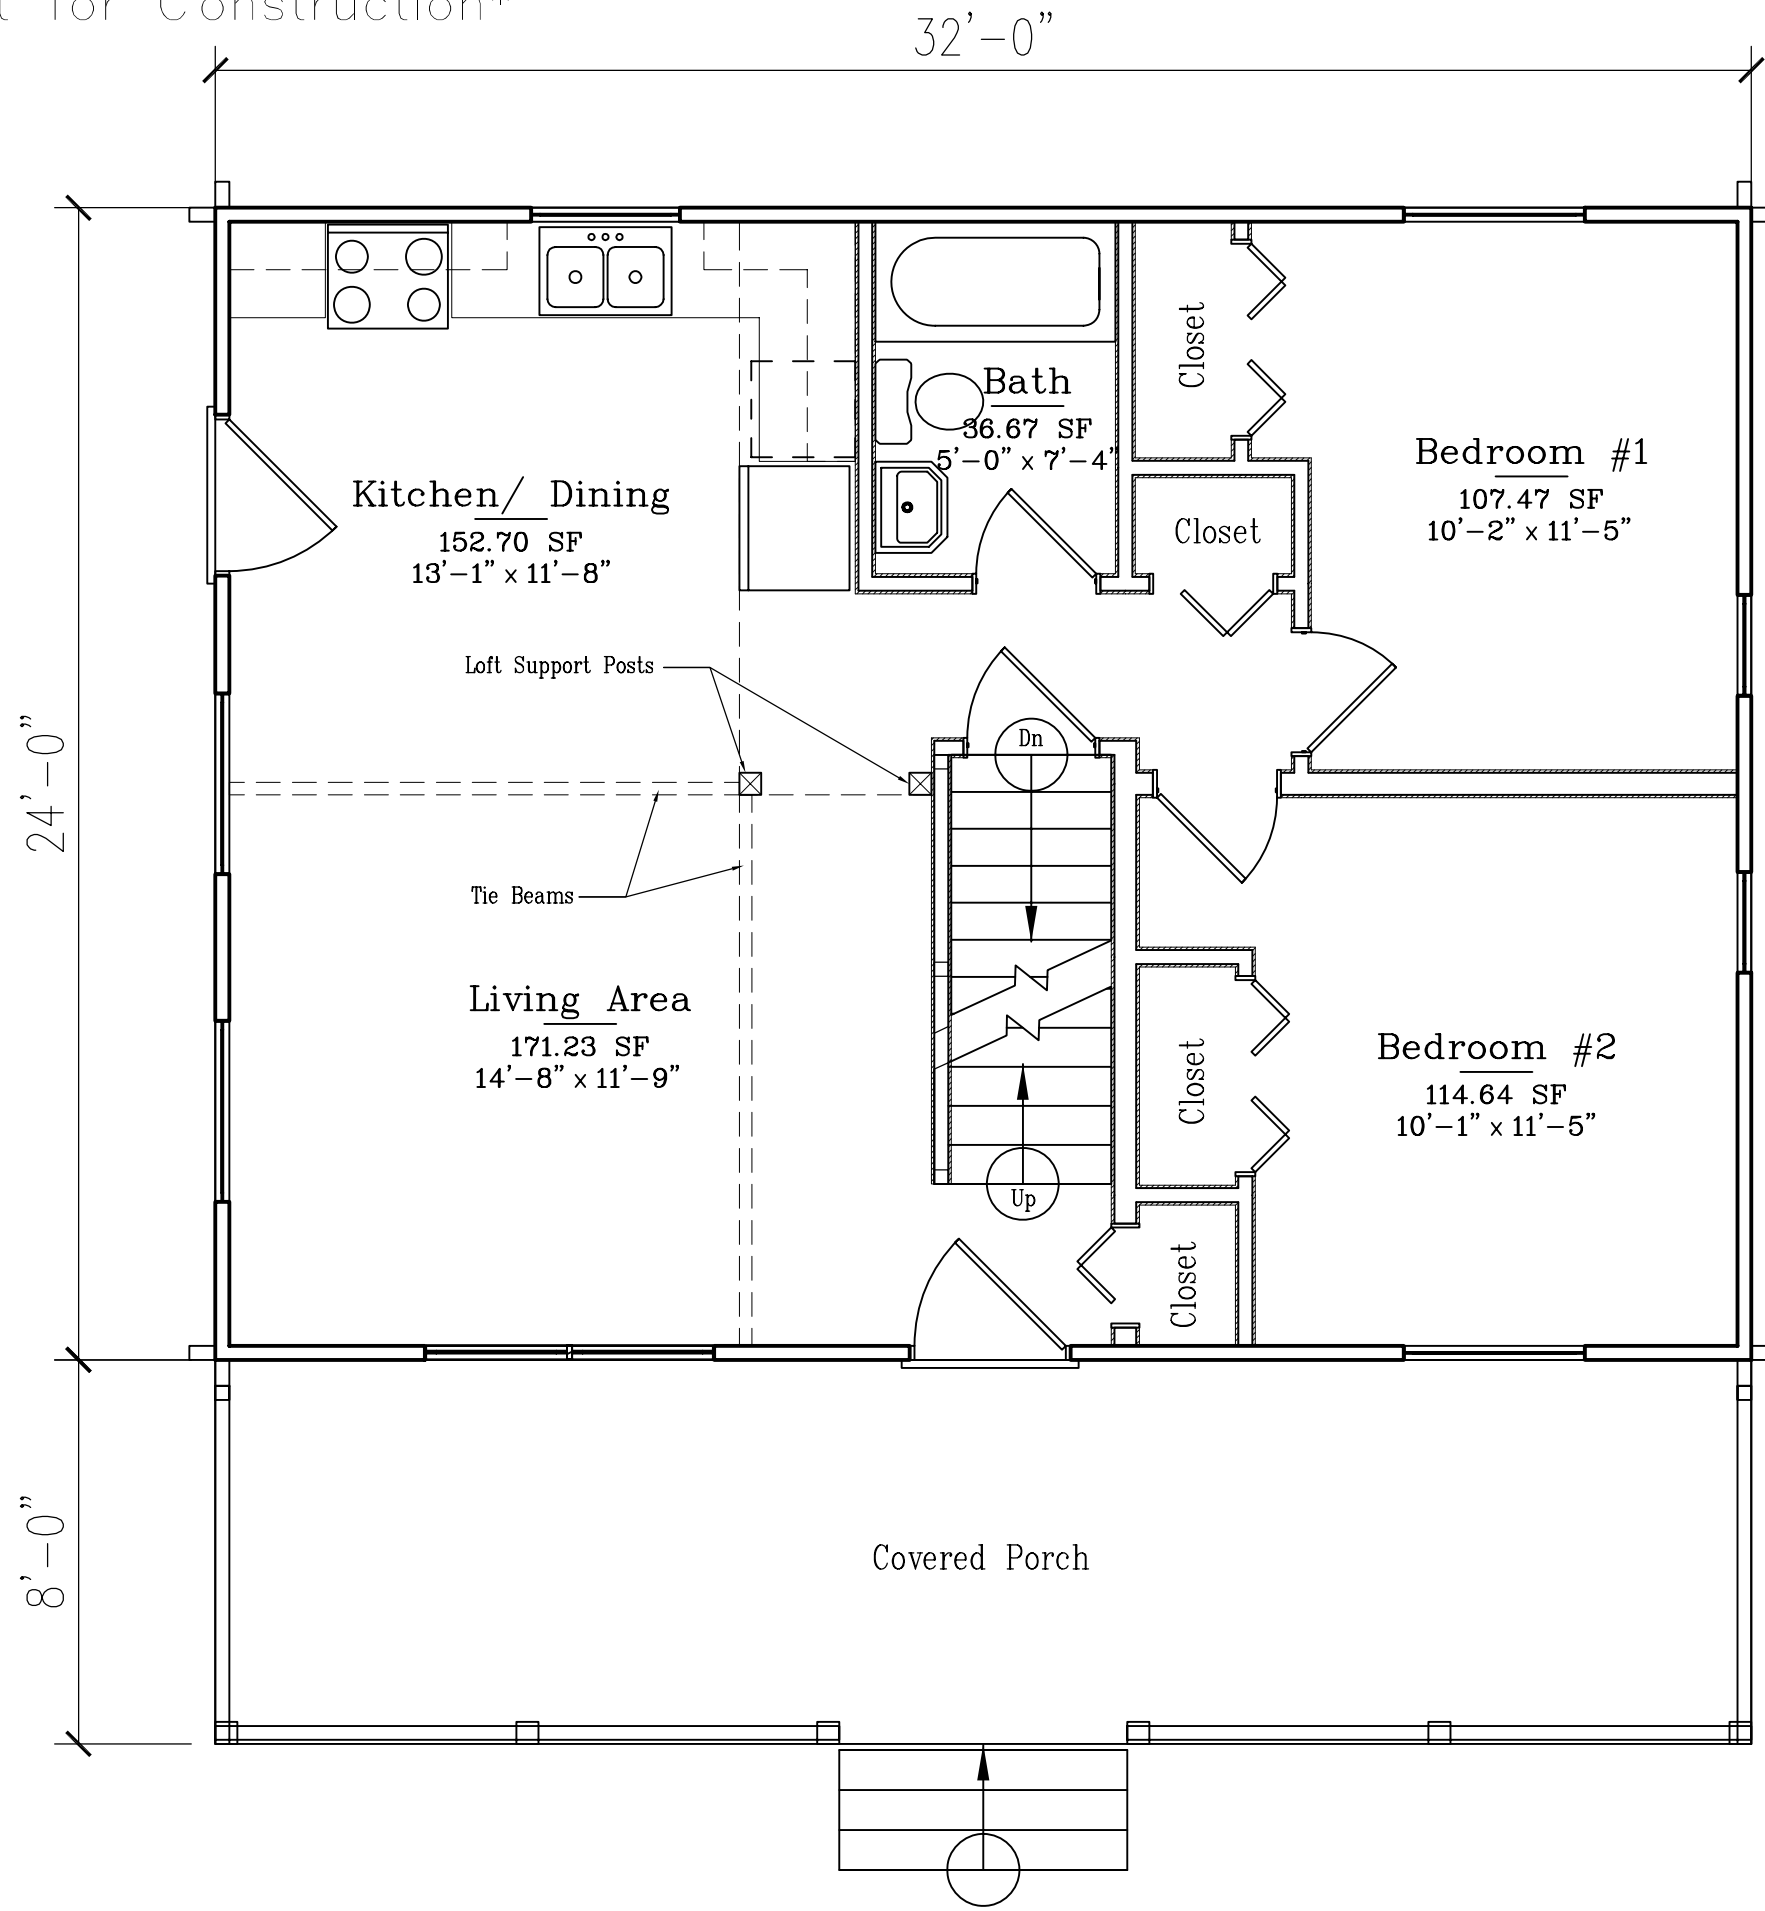 for Construction*
32'-0"
24'-0"
8'-0"
Kitchen/ Dining
152.70 SF
13'-1" x 11'-8"
Bath
36.67 SF
5'-0" x 7'-4"
Closet
Closet
Bedroom #1
107.47 SF
10'-2" x 11'-5"
Loft Support Posts
Dn
Tie Beams
Living Area
171.23 SF
14'-8" x 11'-9"
Up
Closet
Closet
Bedroom #2
114.64 SF
10'-1" x 11'-5"
Covered Porch